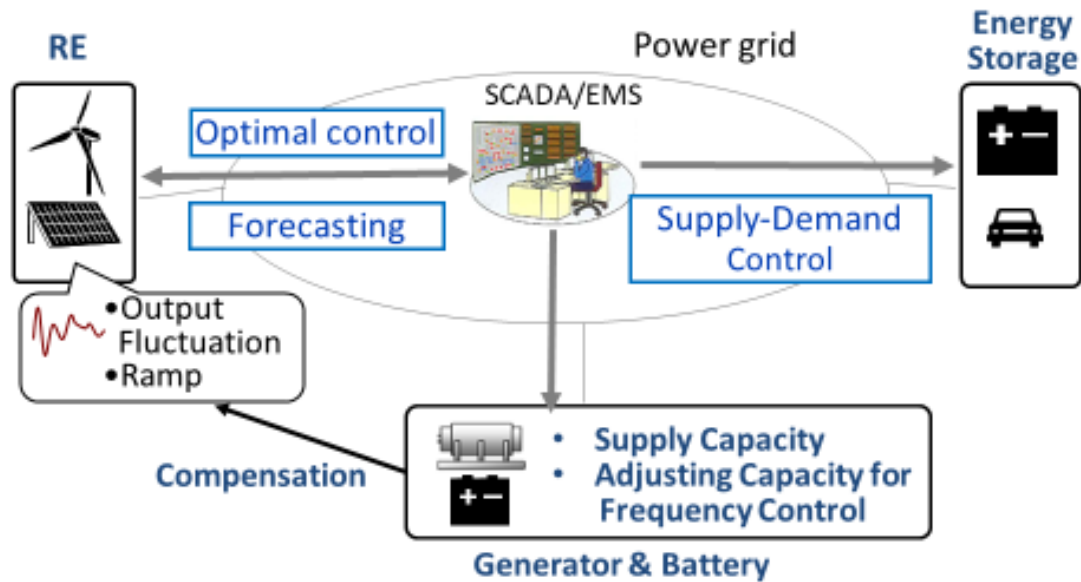 RE
Power grid
Energy
Storage
SCADA/EMS
Optimal control
Forecasting
Supply-Demand
Control
•Output
Fluctuation
•Ramp
Compensation
• Supply Capacity
• Adjusting Capacity for
Frequency Control
Generator & Battery